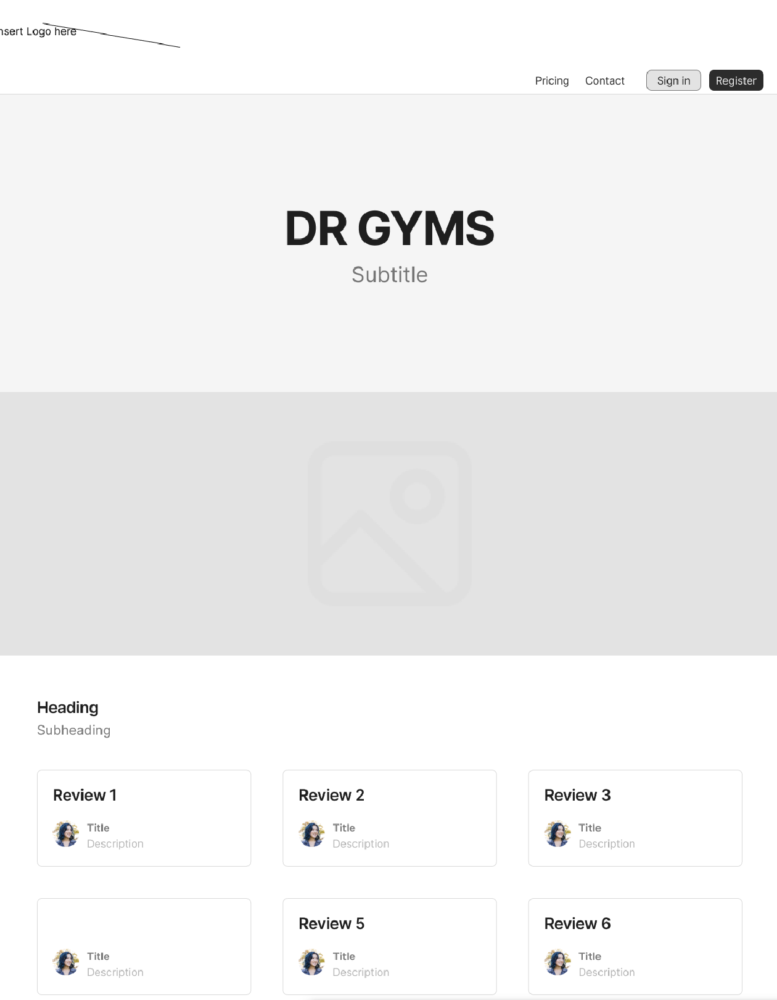 nsert Logo here
Pricing Contact Sign in Register
DR GYMS
Subtitle
Heading
Subheading
Review 1
Title
Description
Review 2
Title
Description
Review 3
Title
Description
Title
Description
Review 5
Title
Description
Review 6
Title
Description